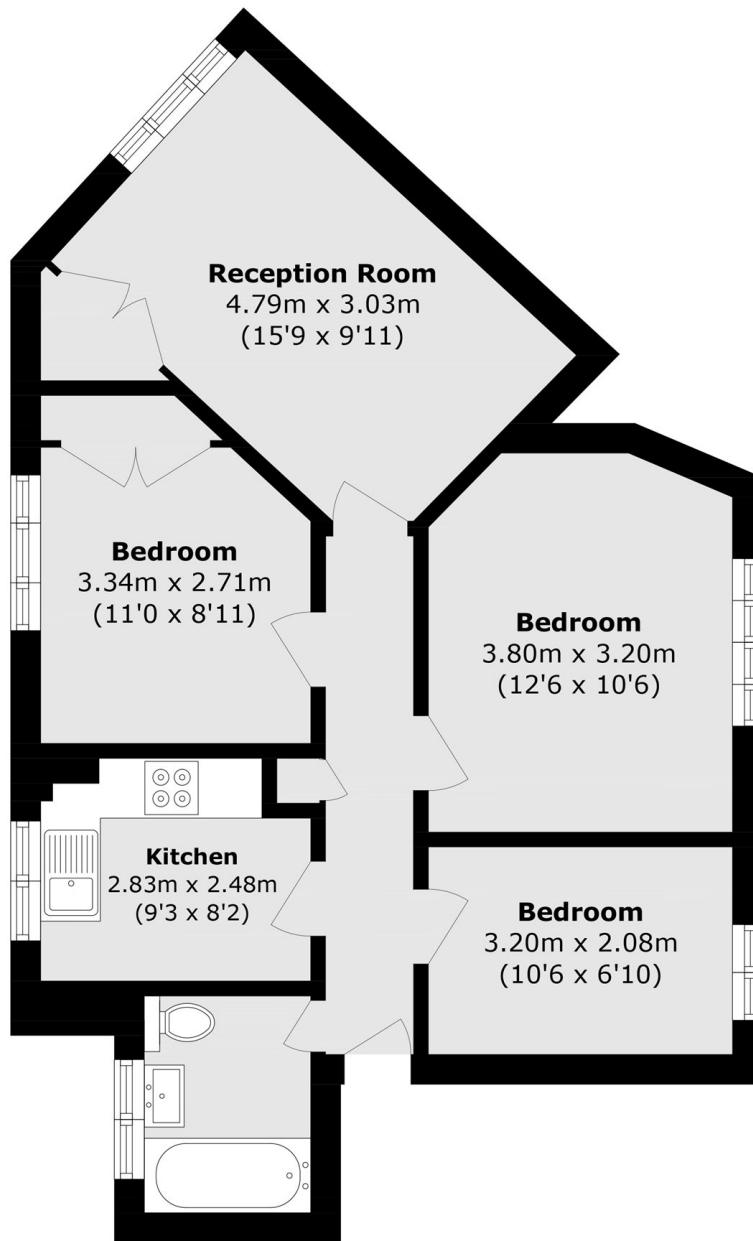 Reception Room
4.79m x 3.03m
(15'9 x 9'11)
Bedroom
3.34m x 2.71m
(11'0 x 8'11)
Bedroom
3.80m x 3.20m
(12'6 x 10'6)
Kitchen
2.83m x 2.48m
(9'3 x 8'2)
Bedroom
3.20m x 2.08m
(10'6 x 6'10)